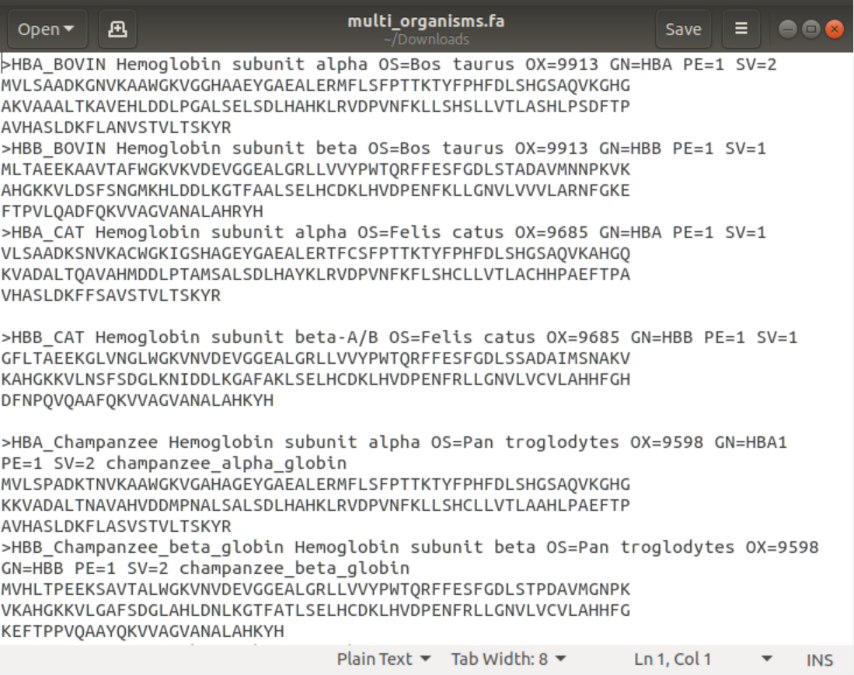 Open
multi_organisms.fa
~/Downloads
Save
>HBA_BOVIN Hemoglobin subunit alpha OS=Bos taurus OX=9913 GN=HBA PE=1 SV=2
MVLSAADKGNVKAAWGKVGGHAAEYGAEALERMFLSFPTTKTYFPHFDLSHGSAQVKGHG
AKVAAALTKAVEHLDDLPGALSELSDLHAHKLRVDPVNFKLLSHSLLVTLASHLPSDFTP
AVHASLDKFLANVSTVLTSKYR
>HBB_BOVIN Hemoglobin subunit beta OS=Bos taurus OX=9913 GN=HBB PE=1 SV=1
MLTAEEKAAVTAFWGKVKVDEVGGEALGRLLVVYPWTQRFFESFGDLSTADAVMNNPKVK
AHGKKVLDSFSNGMKHLDDLKGTFAALSELHCDKLHVDPENFKLLGNVLVVVLARNFGKE
FTPVLQADFQKVVAGVANALAHRYH
>HBA_CAT Hemoglobin subunit alpha OS=Felis catus OX=9685 GN=HBA PE=1 SV=1
VLSAADKSNVKACWGKIGSHAGEYGAEALERTFCSFPTTKTYFPHFDLSHGSAQVKAHGQ
KVADALTQAVAHMDDLPTAMSALSDLHAYKLRVDPVNFKFLSHCLLVTLACHHPAEFTPA
VHASLDKFFSAVSTVLTSKYR
>HBB_CAT Hemoglobin subunit beta-A/B OS=Felis catus OX=9685 GN=HBB PE=1 SV=1
GFLTAEEKGLVNGLWGKVNVDEVGGEALGRLLVVYPWTQRFFESFGDLSSADAIMSNAKV
KAHGKKVLNSFSDGLKNIDDLKGAFAKLSELHCDKLHVDPENFRLLGNVLVCVLAHHFGH
DFNPQVQAAFQKVVAGVANALAHKYH
>HBA_Champanzee Hemoglobin subunit alpha OS=Pan troglodytes OX=9598 GN=HBA1
PE=1 SV=2 champanzee_alpha_globin
MVLSPADKTNVKAAWGKVGAHAGEYGAEALERMFLSFPTTKTYFPHFDLSHGSAQVKGHG
KKVADALTNAVAHVDDMPNALSALSDLHAHKLRVDPVNFKLLSHCLLVTLAAHLPAEFTP
AVHASLDKFLASVSTVLTSKYR
>HBB_Champanzee_beta_globin Hemoglobin subunit beta OS=Pan troglodytes OX=9598
GN=HBB PE=1 SV=2 champanzee_beta_globin
MVHLTPEEKSAVTALWGKVNVDEVGGEALGRLLVVYPWTQRFFESFGDLSTPDAVMGNPK
VKAHGKKVLGAFSDGLAHLDNLKGTFATLSELHCDKLHVDPENFRLLGNVLVCVLAHHFG
KEFTPPVQAAYQKVVAGVANALAHKYH
Plain Text Tab Width: 8 Ln 1, Col 1 INS